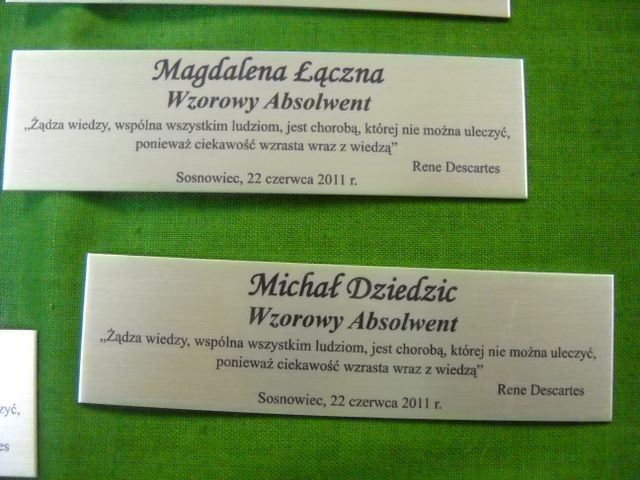 Magdalena Łączna
Wzorowy Absolwent
„Żądza wiedzy, wspólna wszystkim ludziom, jest chorobą, której nie można uleczyć,
ponieważ ciekawość wzrasta wraz z wiedzą”
Rene Descartes
Sosnowiec, 22 czerwca 2011 r.
Michał Dziedzic
Wzorowy Absolwent
„Żądza wiedzy, wspólna wszystkim ludziom, jest chorobą, której nie można uleczyć,
ponieważ ciekawość wzrasta wraz z wiedzą”
Rene Descartes
Sosnowiec, 22 czerwca 2011 r.